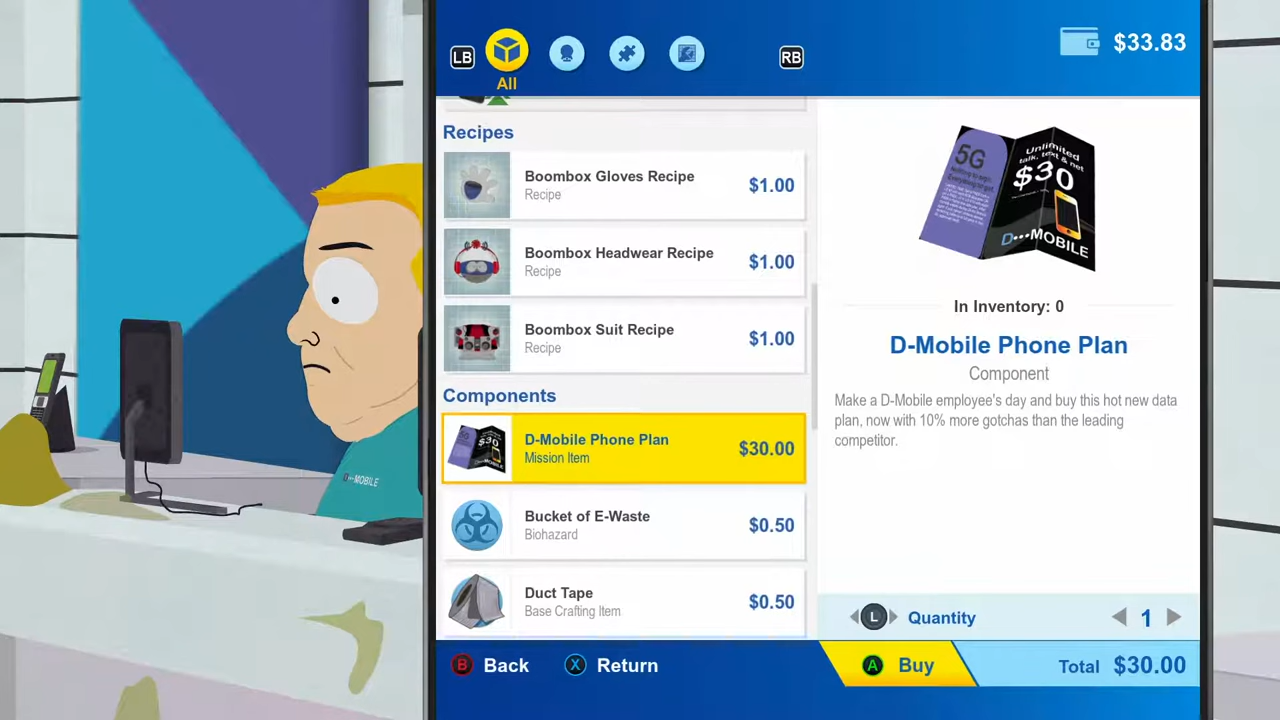 LB
All
RB
$33.83
Recipes
Boombox Gloves Recipe
Recipe
$1.00
Boombox Headwear Recipe
Recipe
$1.00
Boombox Suit Recipe
Recipe
$1.00
Components
D-Mobile Phone Plan
Mission Item
$30.00
Bucket of E-Waste
Biohazard
$0.50
Duct Tape
Base Crafting Item
$0.50
5G
Unlimited
talk, text & net
$30
D•••MOBILE
In Inventory: 0
D-Mobile Phone Plan
Component
Make a D-Mobile employee's day and buy this hot new data
plan, now with 10% more gotchas than the leading
competitor.
L Quantity
1
B Back
X Return
A Buy
Total $30.00
D•••MOBILE